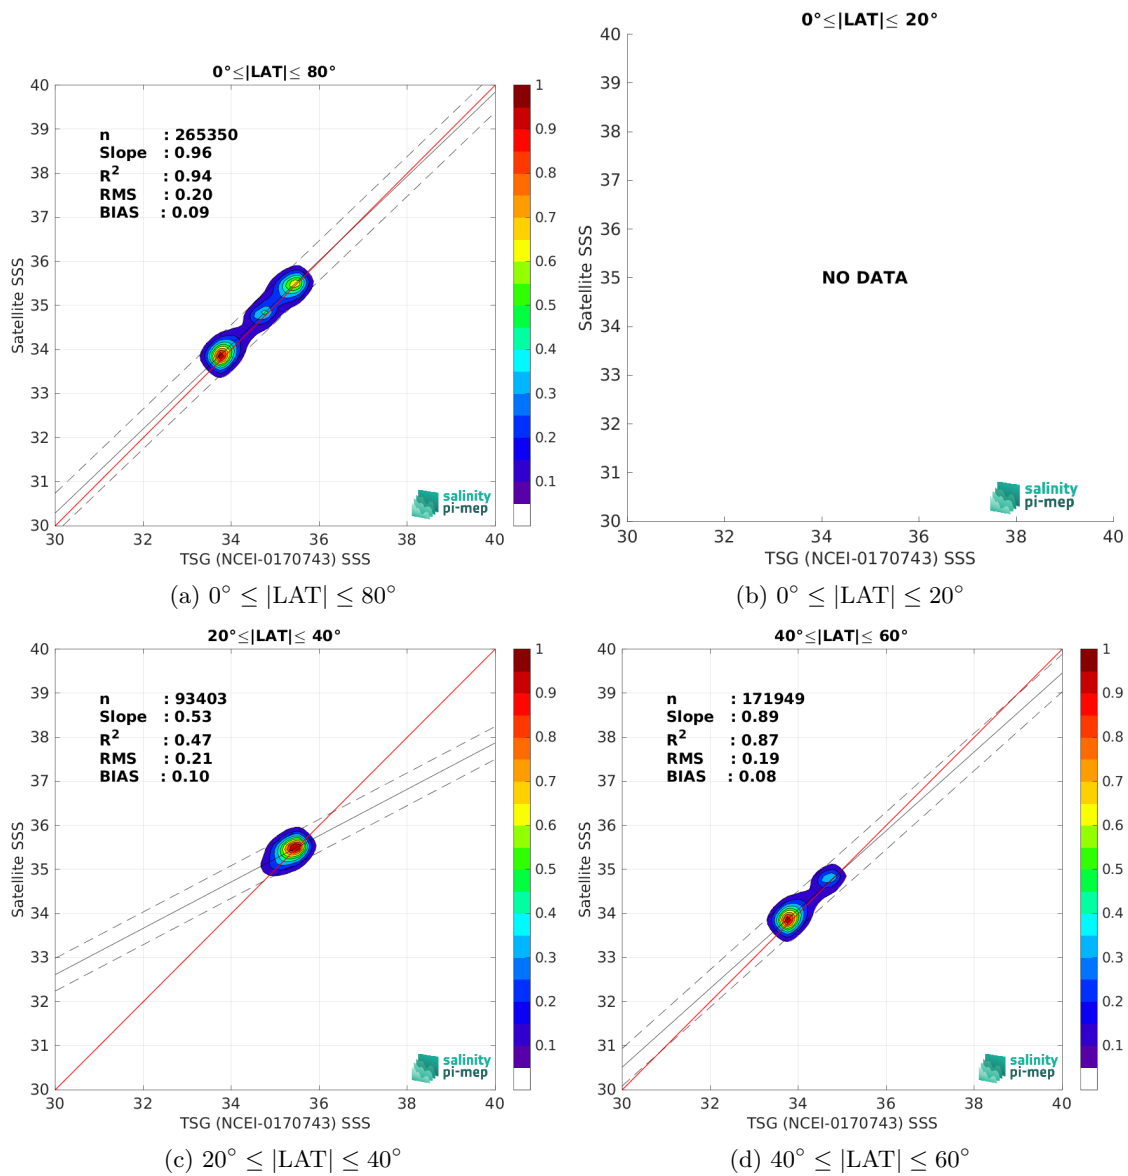 0°≤|LAT|≤ 80°
n : 265350
Slope : 0.96
R² : 0.94
RMS : 0.20
BIAS : 0.09
40
39
38
37
36
35
34
33
32
31
30
30 32 34 36 38 40
1
0.9
0.8
0.7
0.6
0.5
0.4
0.3
0.2
0.1
Satellite SSS
TSG (NCEI-0170743) SSS
salinity
pi-mep
(a) 0° ≤ |LAT| ≤ 80°
0°≤|LAT|≤ 20°
NO DATA
40
39
38
37
36
35
34
33
32
31
30
30 32 34 36 38 40
Satellite SSS
TSG (NCEI-0170743) SSS
salinity
pi-mep
(b) 0° ≤ |LAT| ≤ 20°
20°≤|LAT|≤ 40°
n : 93403
Slope : 0.53
R² : 0.47
RMS : 0.21
BIAS : 0.10
40
39
38
37
36
35
34
33
32
31
30
30 32 34 36 38 40
1
0.9
0.8
0.7
0.6
0.5
0.4
0.3
0.2
0.1
Satellite SSS
TSG (NCEI-0170743) SSS
salinity
pi-mep
(c) 20° ≤ |LAT| ≤ 40°
40°≤|LAT|≤ 60°
n : 171949
Slope : 0.89
R² : 0.87
RMS : 0.19
BIAS : 0.08
40
39
38
37
36
35
34
33
32
31
30
30 32 34 36 38 40
1
0.9
0.8
0.7
0.6
0.5
0.4
0.3
0.2
0.1
Satellite SSS
TSG (NCEI-0170743) SSS
salinity
pi-mep
(d) 40° ≤ |LAT| ≤ 60°